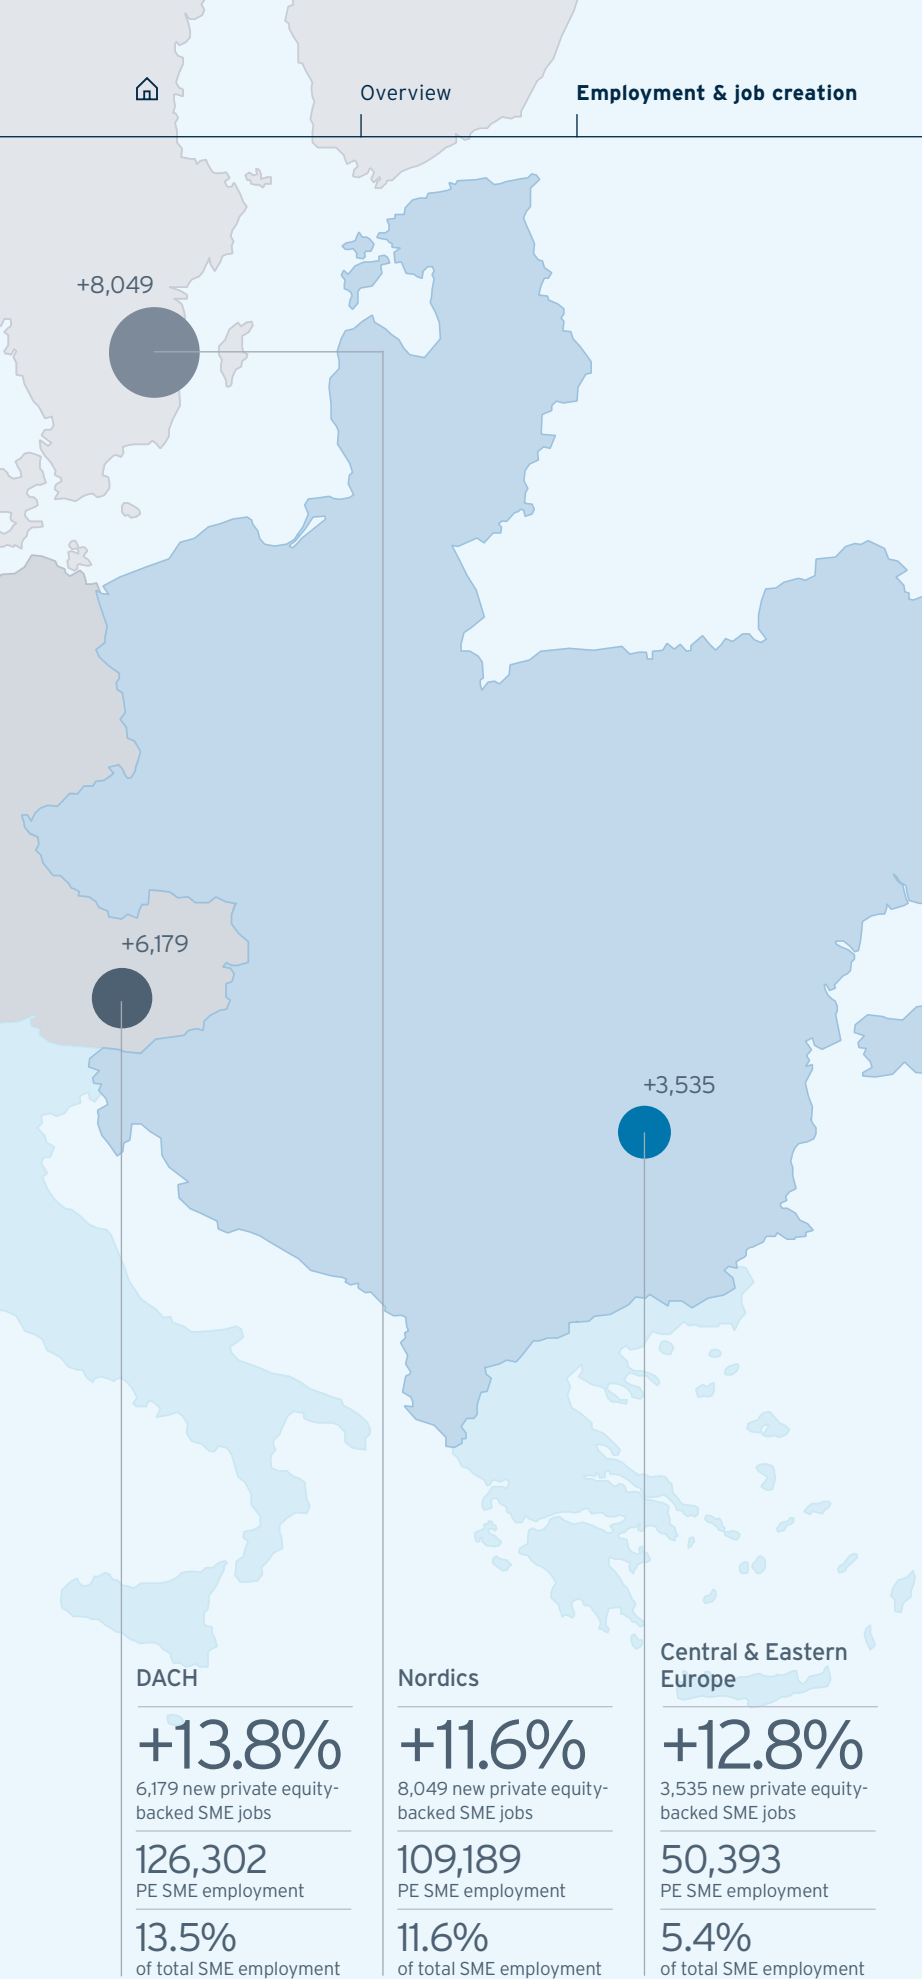 Overview
Employment & job creation
+8,049
+6,179
+3,535
DACH
+13.8%
6,179 new private equity-
backed SME jobs
126,302
PE SME employment
13.5%
of total SME employment
Nordics
+11.6%
8,049 new private equity-
backed SME jobs
109,189
PE SME employment
11.6%
of total SME employment
Central & Eastern
Europe
+12.8%
3,535 new private equity-
backed SME jobs
50,393
PE SME employment
5.4%
of total SME employment